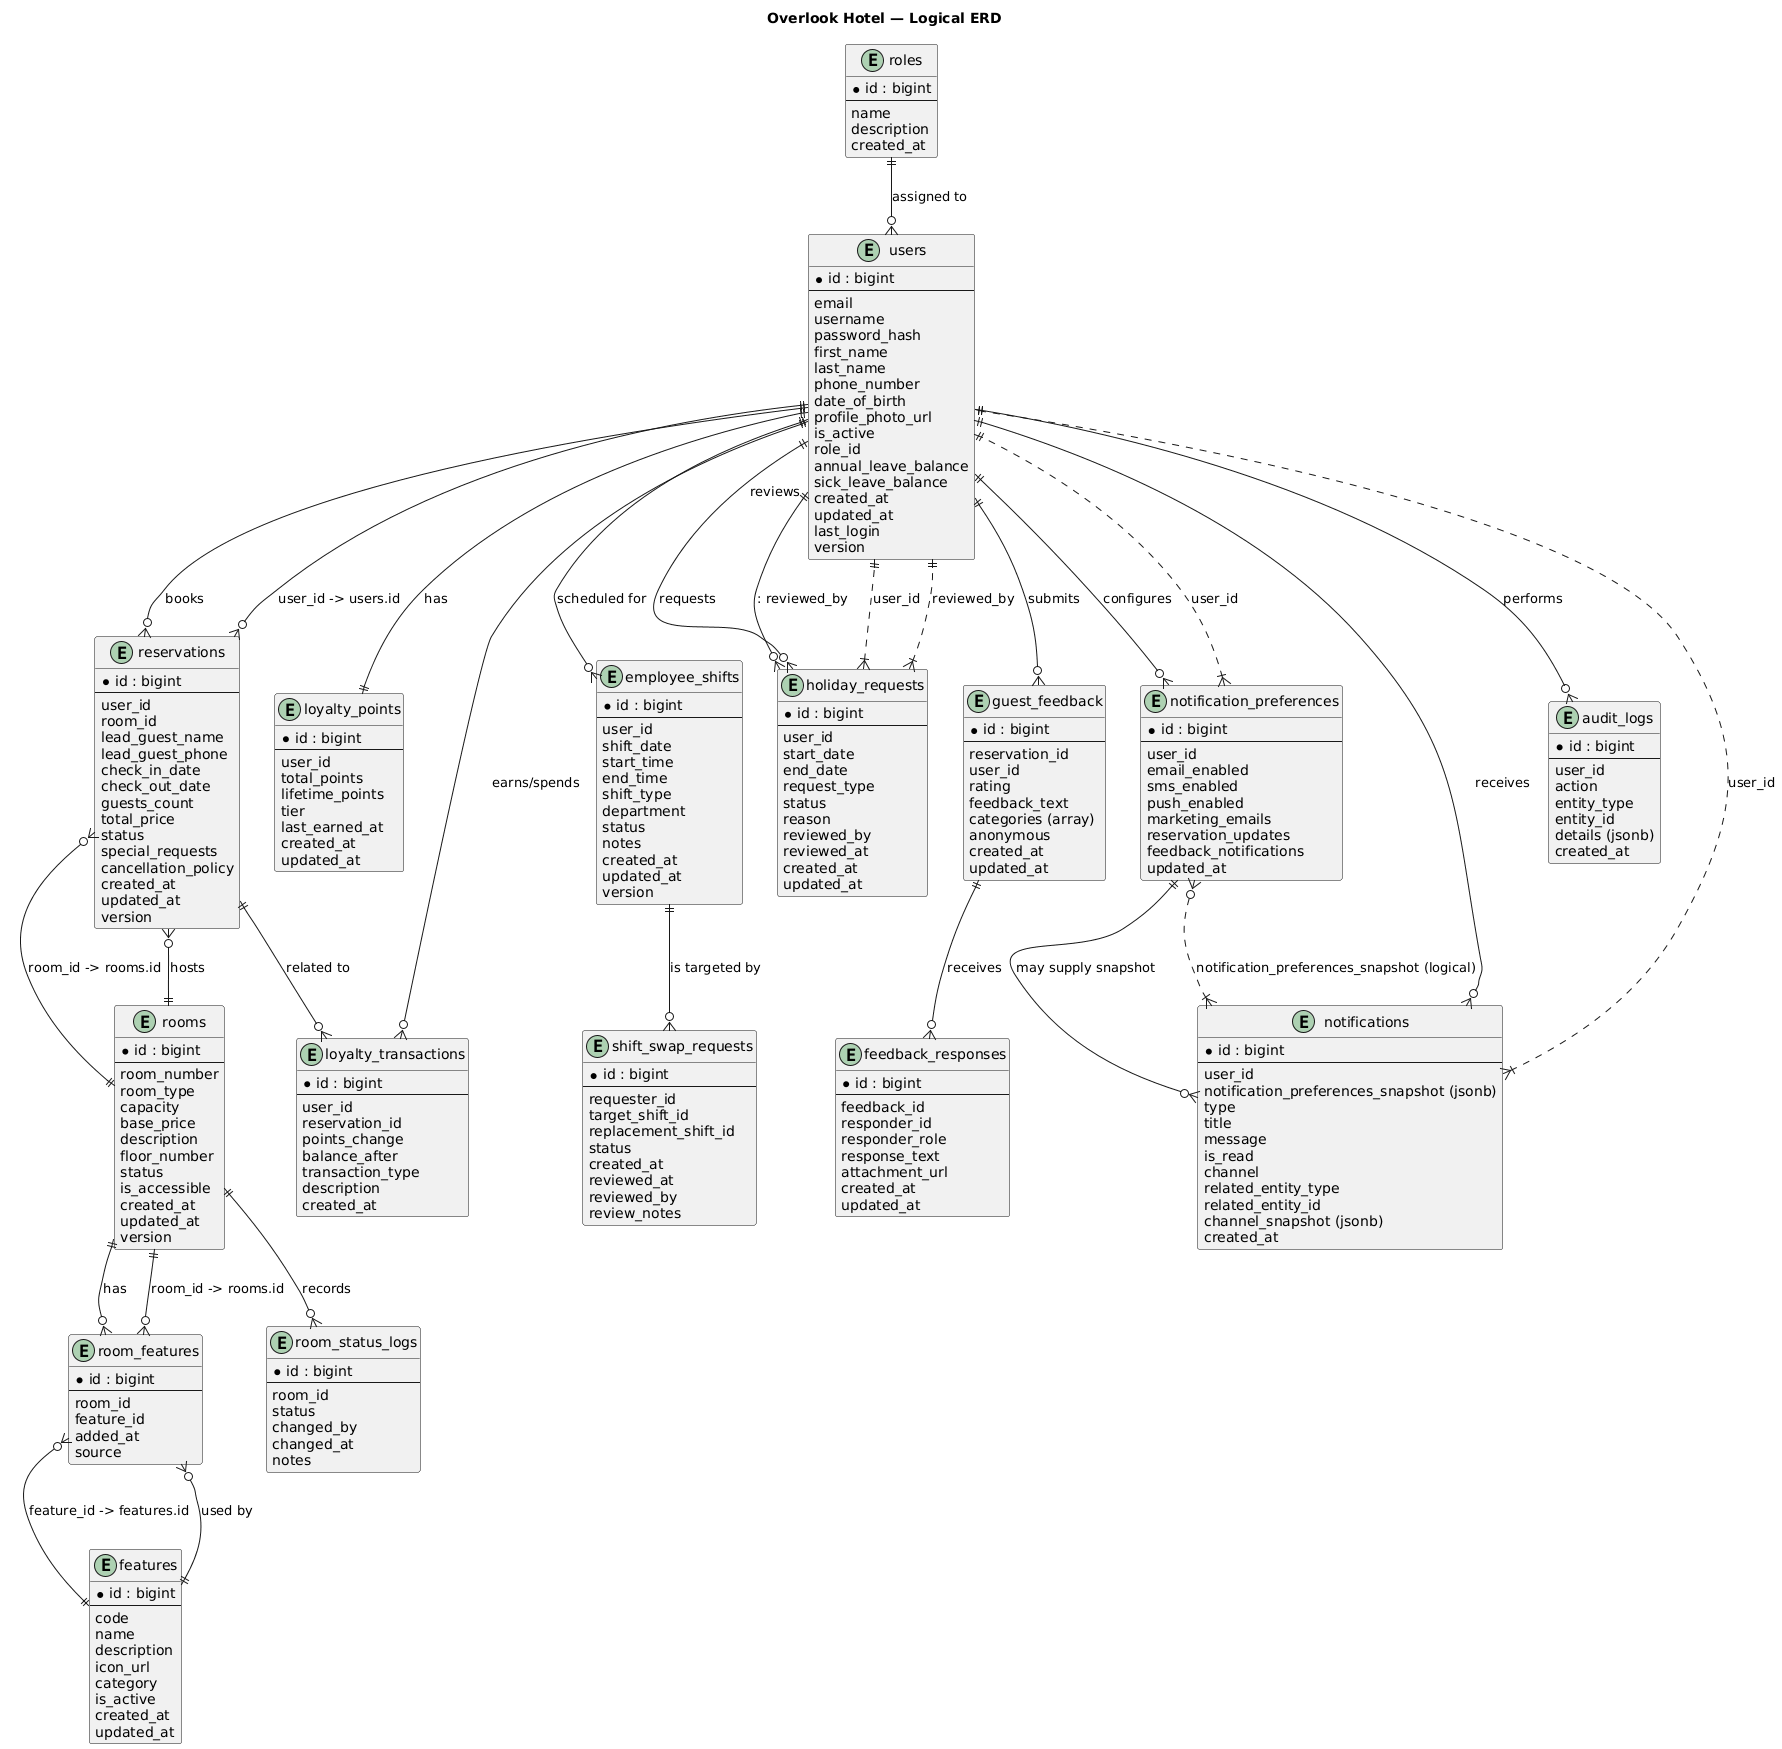 Overlook Hotel — Logical ERD
E roles
* id : bigint
name
description
created_at
assigned to
E users
* id : bigint
email
username
password_hash
first_name
last_name
phone_number
date_of_birth
profile_photo_url
is_active
role_id
annual_leave_balance
sick_leave_balance
created_at
updated_at
last_login
version
reviews
books
user_id -> users.id
has
scheduled for
requests
: reviewed_by
user_id
reviewed_by
submits
configures
user_id
performs
E reservations
* id : bigint
user_id
room_id
lead_guest_name
lead_guest_phone
check_in_date
check_out_date
guests_count
total_price
status
special_requests
cancellation_policy
created_at
updated_at
version
E loyalty_points
* id : bigint
user_id
total_points
lifetime_points
tier
last_earned_at
created_at
updated_at
earns/spends
E employee_shifts
* id : bigint
user_id
shift_date
start_time
end_time
shift_type
department
status
notes
created_at
updated_at
version
E holiday_requests
* id : bigint
user_id
start_date
end_date
request_type
status
reason
reviewed_by
reviewed_at
created_at
updated_at
E guest_feedback
* id : bigint
reservation_id
user_id
rating
feedback_text
categories (array)
anonymous
created_at
updated_at
E notification_preferences
* id : bigint
user_id
email_enabled
sms_enabled
push_enabled
marketing_emails
reservation_updates
feedback_notifications
updated_at
receives
E audit_logs
* id : bigint
user_id
action
entity_type
entity_id
details (jsonb)
created_at
user_id
room_id -> rooms.id
hosts
related to
is targeted by
receives
may supply snapshot
notification_preferences_snapshot (logical)
E rooms
* id : bigint
room_number
room_type
capacity
base_price
description
floor_number
status
is_accessible
created_at
updated_at
version
E loyalty_transactions
* id : bigint
user_id
reservation_id
points_change
balance_after
transaction_type
description
created_at
E shift_swap_requests
* id : bigint
requester_id
target_shift_id
replacement_shift_id
status
created_at
reviewed_at
reviewed_by
review_notes
E feedback_responses
* id : bigint
feedback_id
responder_id
responder_role
response_text
attachment_url
created_at
updated_at
E notifications
* id : bigint
user_id
notification_preferences_snapshot (jsonb)
type
title
message
is_read
channel
related_entity_type
related_entity_id
channel_snapshot (jsonb)
created_at
has
room_id -> rooms.id
records
E room_features
* id : bigint
room_id
feature_id
added_at
source
E room_status_logs
* id : bigint
room_id
status
changed_by
changed_at
notes
feature_id -> features.id
used by
E features
* id : bigint
code
name
description
icon_url
category
is_active
created_at
updated_at